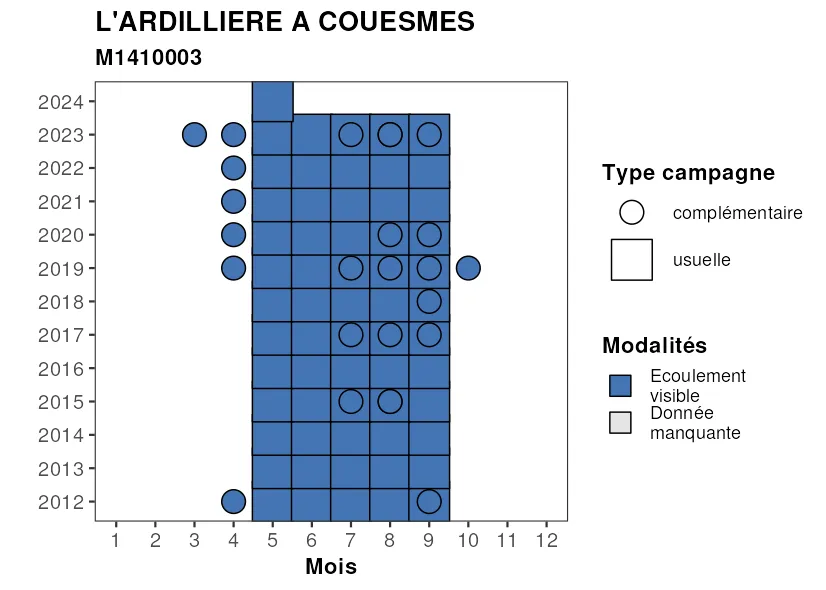 L'ARDILLIERE A COUESMES
M1410003
2024
2023
2022
2021
2020
2019
2018
2017
2016
2015
2014
2013
2012
1 2 3 4 5 6 7 8 9 10 11 12
Mois
Type campagne
complémentaire
usuelle
Modalités
Ecoulement
visible
Donnée
manquante